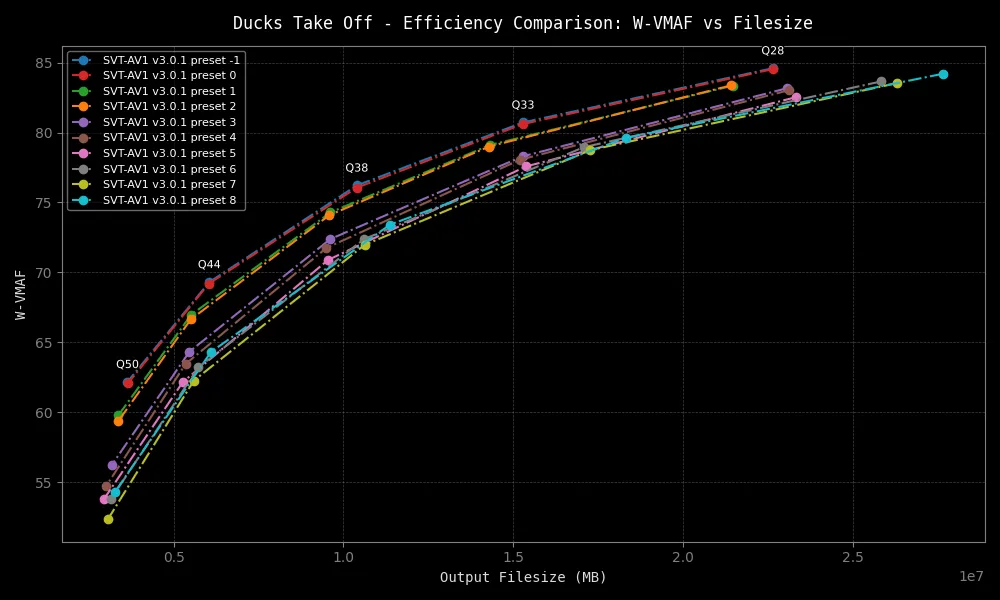 Ducks Take Off - Efficiency Comparison: W-VMAF vs Filesize
SVT-AV1 v3.0.1 preset -1
SVT-AV1 v3.0.1 preset 0
SVT-AV1 v3.0.1 preset 1
SVT-AV1 v3.0.1 preset 2
SVT-AV1 v3.0.1 preset 3
SVT-AV1 v3.0.1 preset 4
SVT-AV1 v3.0.1 preset 5
SVT-AV1 v3.0.1 preset 6
SVT-AV1 v3.0.1 preset 7
SVT-AV1 v3.0.1 preset 8
Q28
Q33
Q38
Q44
Q50
W-VMAF
85
80
75
70
65
60
55
0.5
1.0
1.5
2.0
2.5
1e7
Output Filesize (MB)